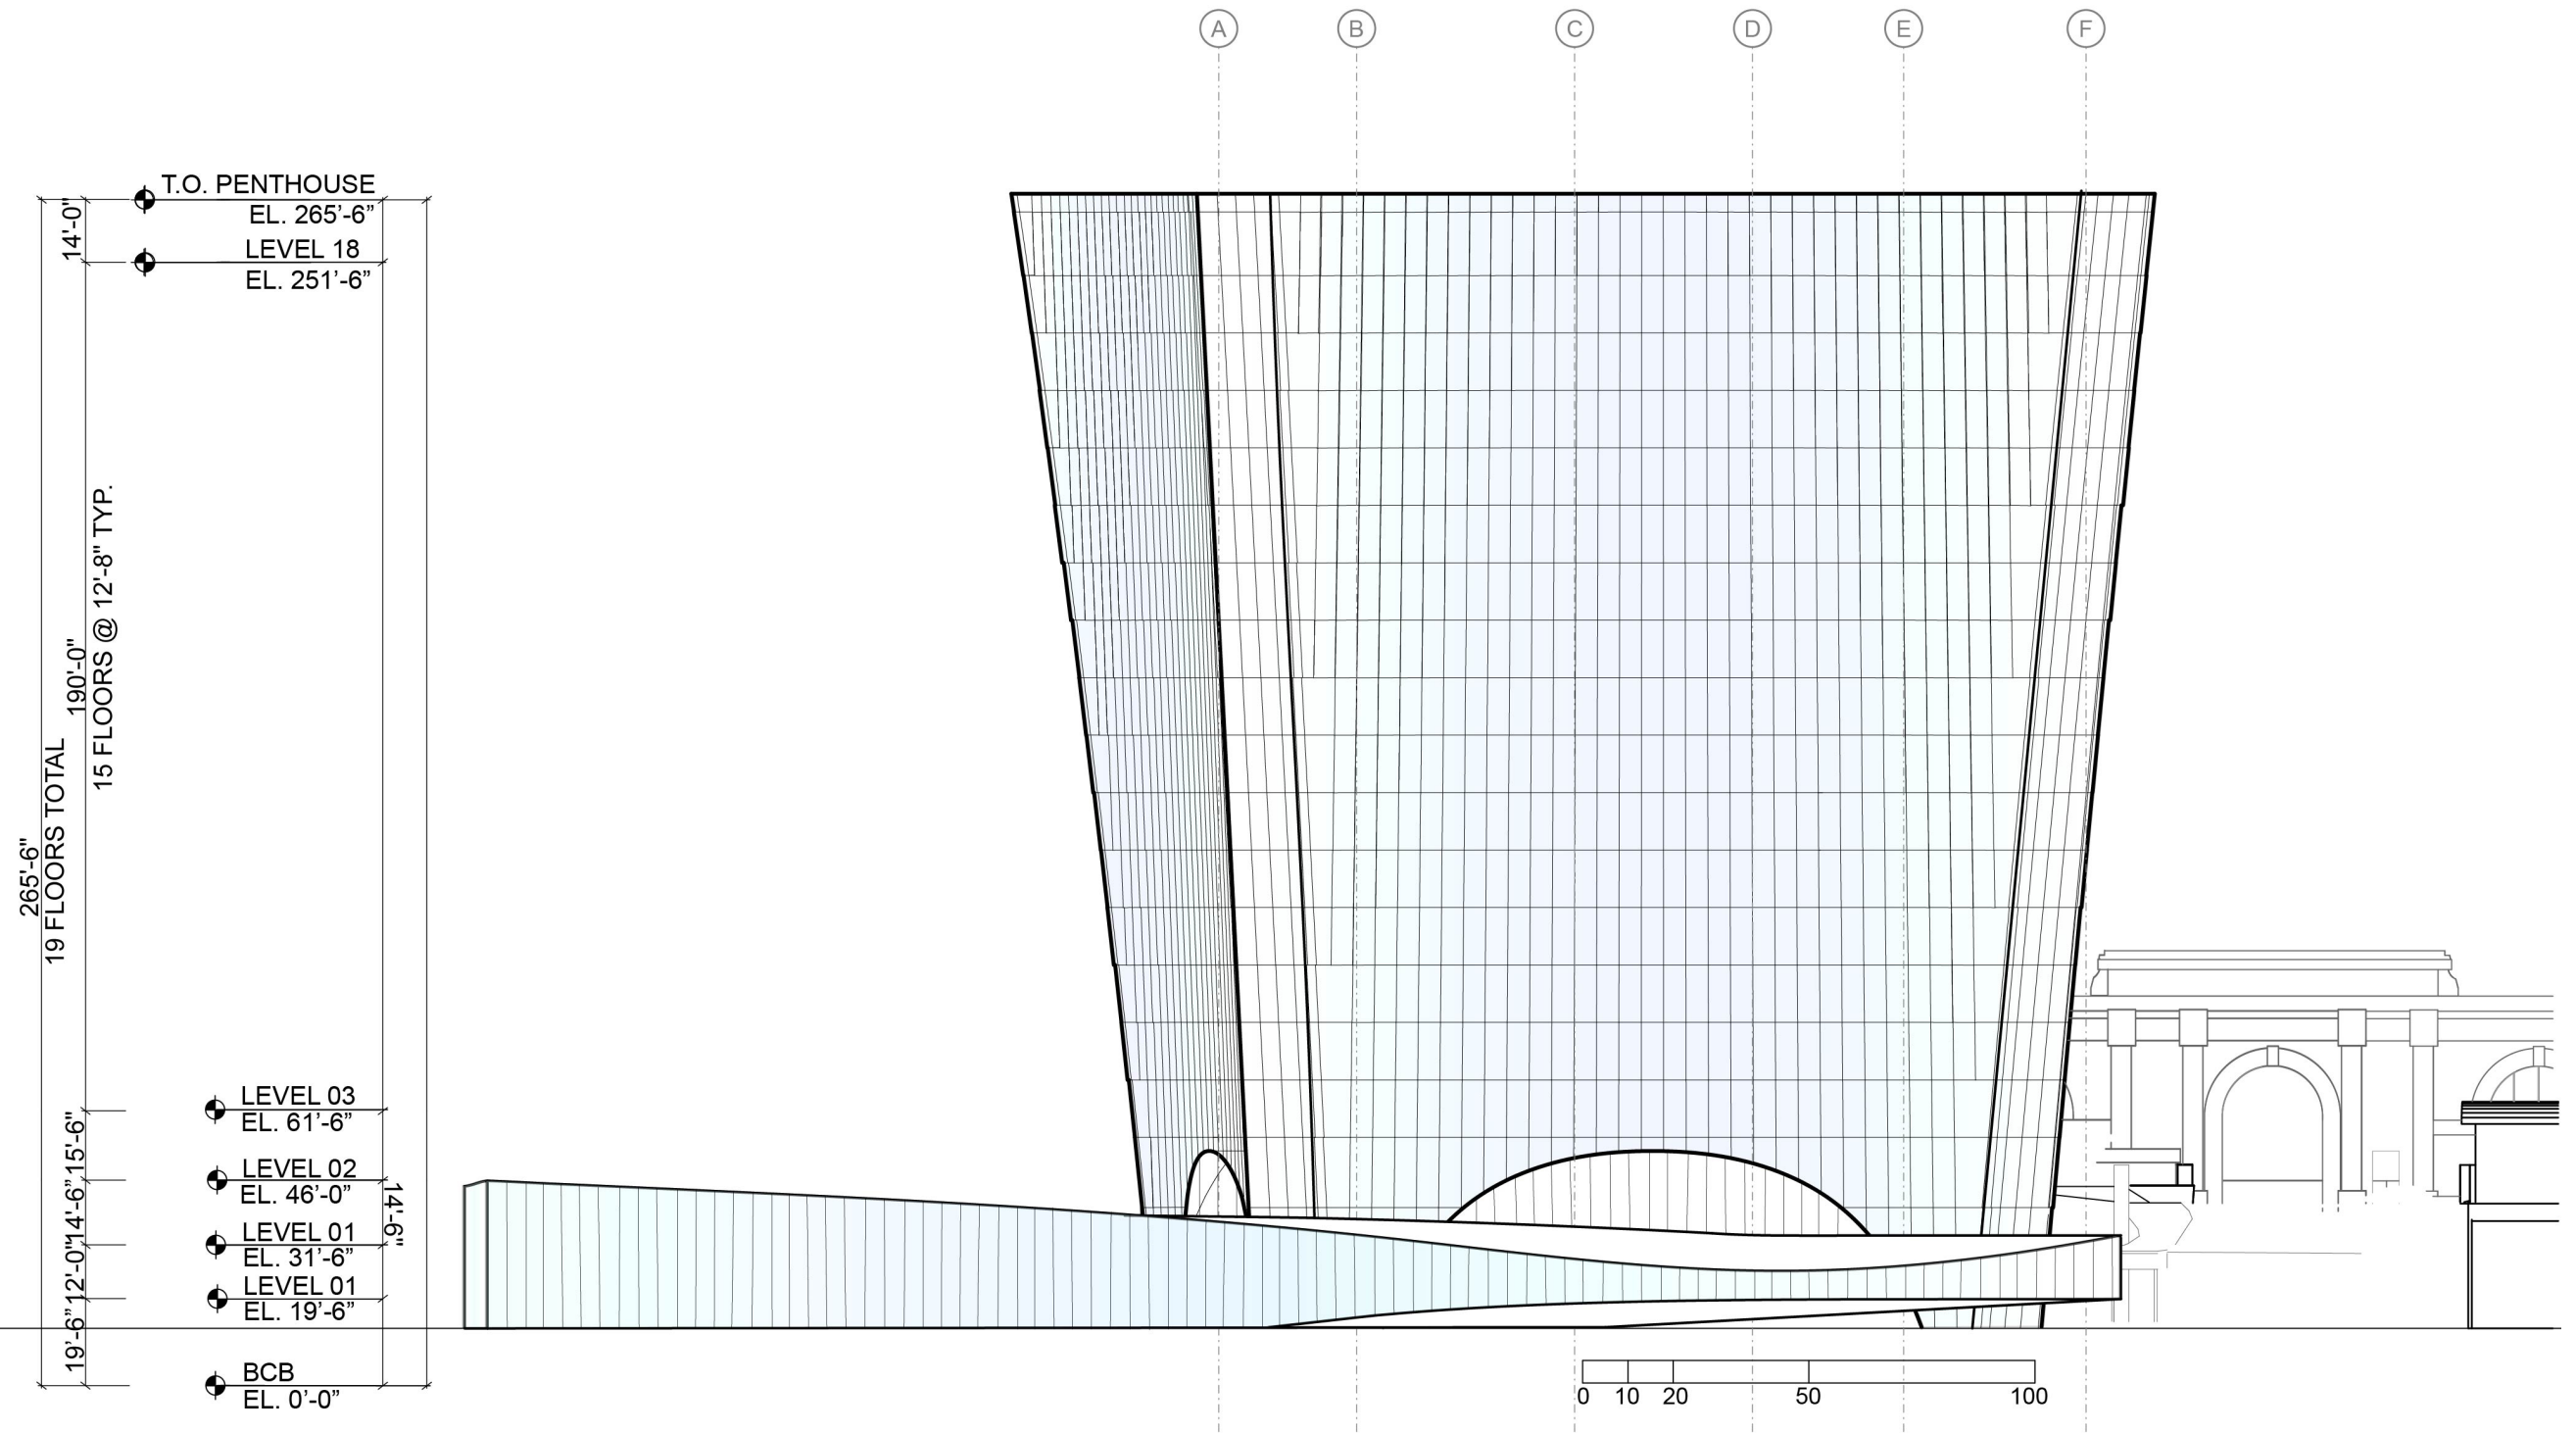 A B C D E F
T.O. PENTHOUSE
EL. 265’-6”
14'-0"
LEVEL 18
EL. 251’-6”
15 FLOORS @ 12'-8" TYP.
190'-0"
19 FLOORS TOTAL
265'-6"
LEVEL 03
EL. 61’-6”
15'-6"
LEVEL 02
EL. 46’-0”
14'-6"
14'-6"
LEVEL 01
EL. 31’-6”
12'-0"
LEVEL 01
EL. 19’-6”
19'-6"
BCB
EL. 0’-0”
0 10 20 50 100